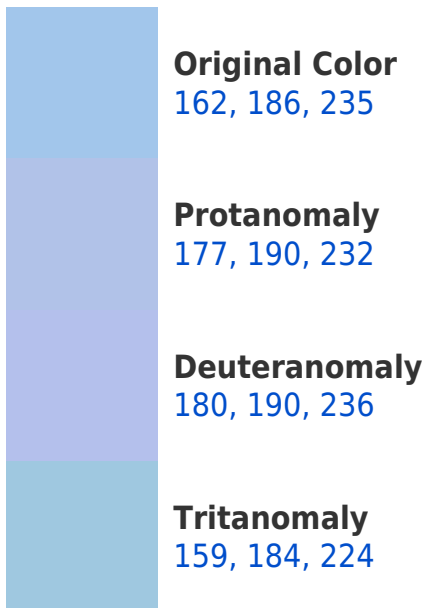 Original Color
162, 186, 235
Protanomaly
177, 190, 232
Deuteranomaly
180, 190, 236
Tritanomaly
159, 184, 224